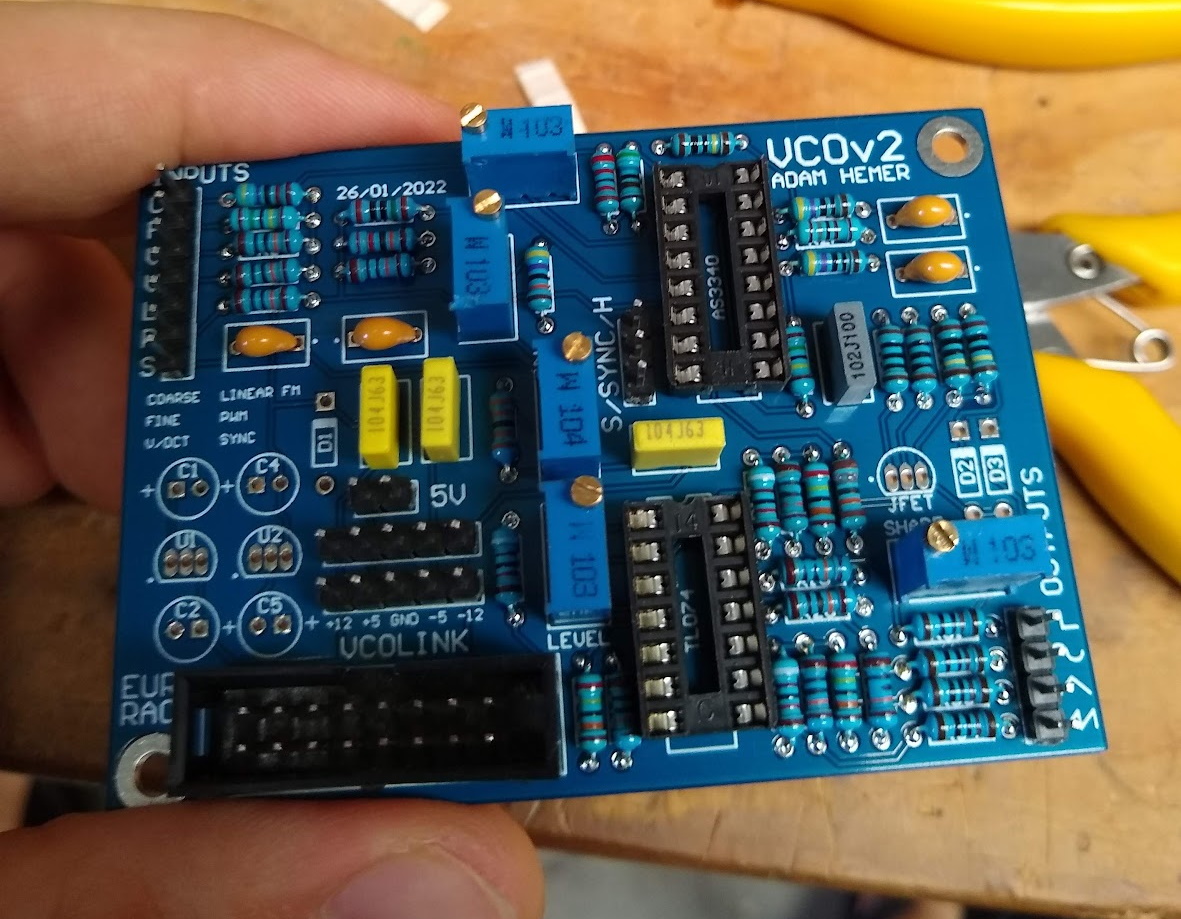 INPUTS
26/01/2022
W 103
W 103
VCOv2
ADAM HEMER
AS3340
S/SYNC/H
102J100
COARSE
FINE
V/OCT
LINEAR FM
PWM
SYNC
D1
104J63
104J63
W 104
104J63
C1
C4
5V
U1
U2
C2
C5
+12 +5 GND -5 -12
VCOLINK
W 103
LEVEL
14
TL074
JFET
D2
D3
W 103